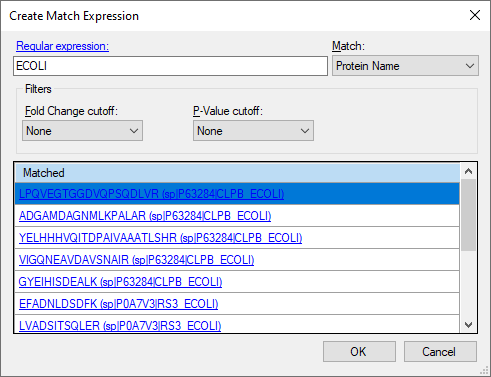 Create Match Expression
Regular expression:
Match:
ECOLI
Protein Name
Filters
Fold Change cutoff:
P-Value cutoff:
None
None
Matched
LPQVEGTGGDVQPSQDLVR (sp|P63284|CLPB_ECOLI)
ADGAMDAGNMLKPALAR (sp|P63284|CLPB_ECOLI)
YELHHHVQITDPAIVAAATLSHR (sp|P63284|CLPB_ECOLI)
VIGQNEAVDAVSNAIR (sp|P63284|CLPB_ECOLI)
GYEIHISDEALK (sp|P63284|CLPB_ECOLI)
EFADNLDSDFK (sp|P0A7V3|RS3_ECOLI)
LVADSITSQLER (sp|P0A7V3|RS3_ECOLI)
OK
Cancel